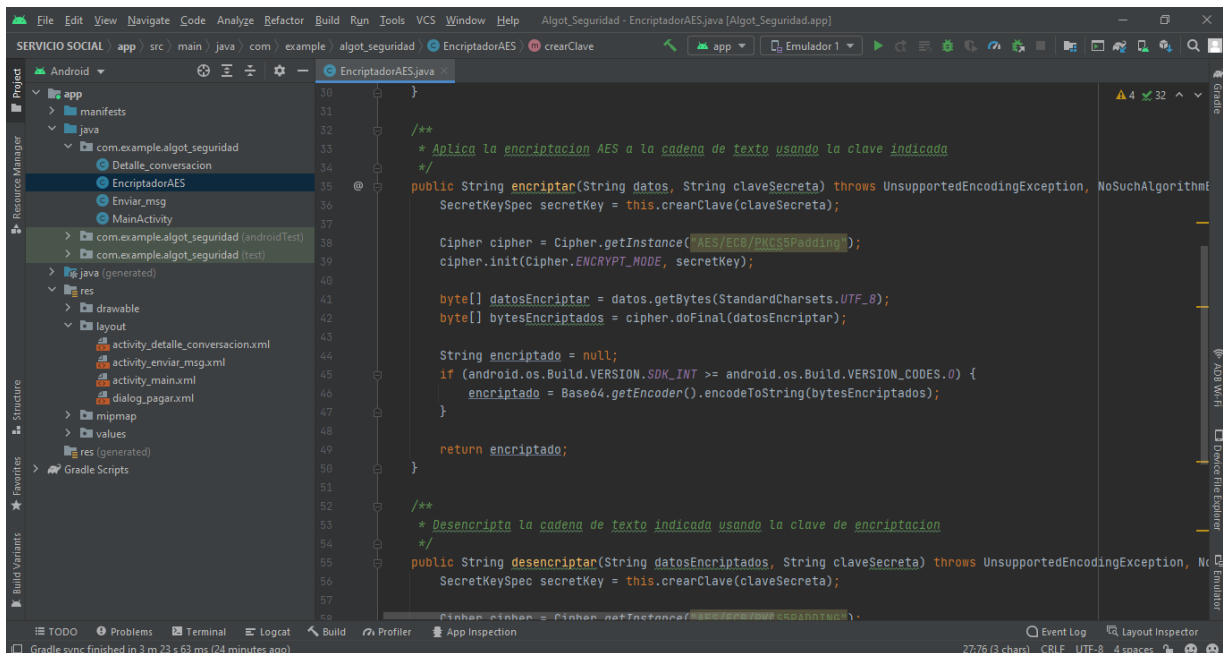 File Edit View Navigate Code Analyze Refactor Build Run Tools VCS Window Help Algot_Seguridad - EncriptadorAES.java [Algot_Seguridad.app]
SERVICIO SOCIAL app src main java com example algot_seguridad EncriptadorAES crearClave app Emulador 1
Project
Resource Manager
Structure
Favorites
Build Variants
Android
app
manifests
java
com.example.algot_seguridad
Detalle_conversacion
EncriptadorAES
Enviar_msg
MainActivity
com.example.algot_seguridad (androidTest)
com.example.algot_seguridad (test)
java (generated)
res
drawable
layout
activity_detalle_conversacion.xml
activity_enviar_msg.xml
activity_main.xml
dialog_pagar.xml
mipmap
values
res (generated)
Gradle Scripts
EncriptadorAES.java
4 32
30 }
31
32 /**
33 * Aplica la encriptacion AES a la cadena de texto usando la clave indicada
34 */
35 @ public String encriptar(String datos, String claveSecreta) throws UnsupportedEncodingException, NoSuchAlgorithmE
36 SecretKeySpec secretKey = this.crearClave(claveSecreta);
37
38 Cipher cipher = Cipher.getInstance("AES/ECB/PKCS5Padding");
39 cipher.init(Cipher.ENCRYPT_MODE, secretKey);
40
41 byte[] datosEncriptar = datos.getBytes(StandardCharsets.UTF_8);
42 byte[] bytesEncriptados = cipher.doFinal(datosEncriptar);
43
44 String encriptado = null;
45 if (android.os.Build.VERSION.SDK_INT >= android.os.Build.VERSION_CODES.O) {
46 encriptado = Base64.getEncoder().encodeToString(bytesEncriptados);
47 }
48
49 return encriptado;
50 }
51
52 /**
53 * Desencripta la cadena de texto indicada usando la clave de encriptacion
54 */
55 public String desencriptar(String datosEncriptados, String claveSecreta) throws UnsupportedEncodingException, No
56 SecretKeySpec secretKey = this.crearClave(claveSecreta);
57
58 Cipher cipher = Cipher.getInstance("AES/ECB/PKCS5PADDING");
Gradle
ADB Wi-Fi
Device File Explorer
Emulator
TODO Problems Terminal Logcat Build Profiler App Inspection Event Log Layout Inspector
Gradle sync finished in 3 m 23 s 63 ms (24 minutes ago) 27:76 (3 chars) CRLF UTF-8 4 spaces